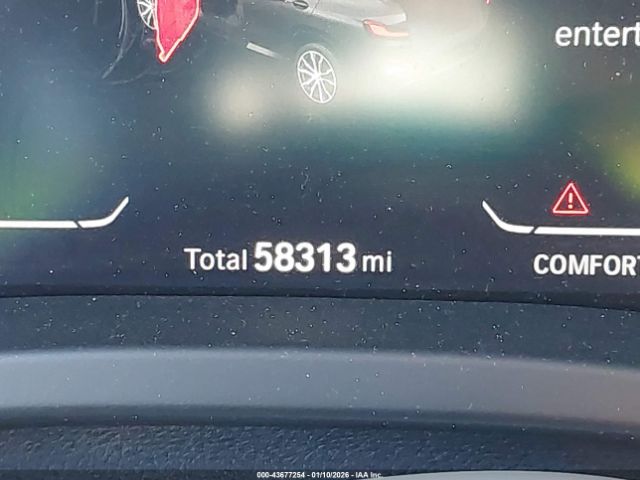 entert
Total 58313 mi
COMFORT
000-43677254 - 01/10/2026 - IAA Inc.